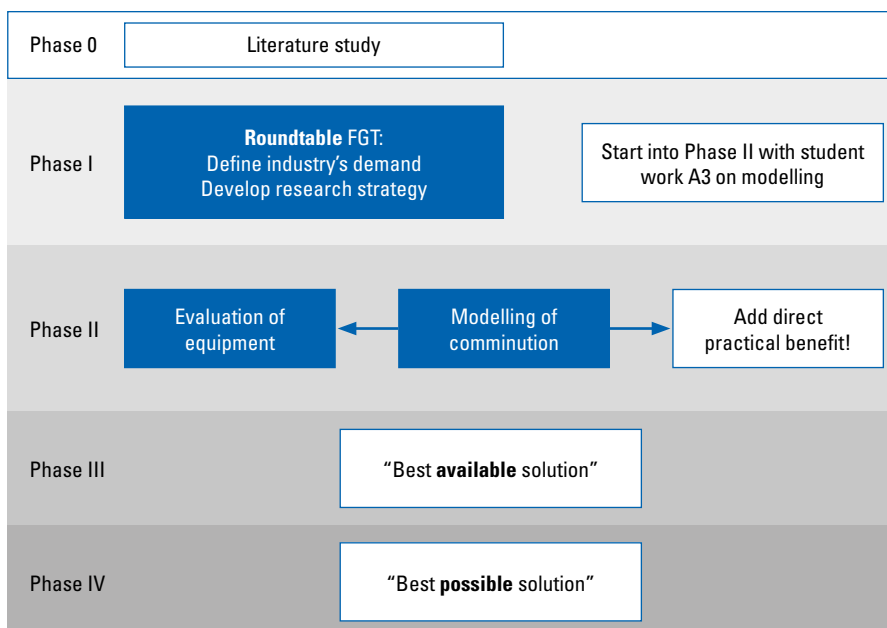 Phase 0
Literature study
Phase I
Roundtable FGT:
Define industry's demand
Develop research strategy
Start into Phase II with student
work A3 on modelling
Phase II
Evaluation of
equipment
Modelling of
comminution
Add direct
practical benefit!
Phase III
“Best available solution”
Phase IV
“Best possible solution”